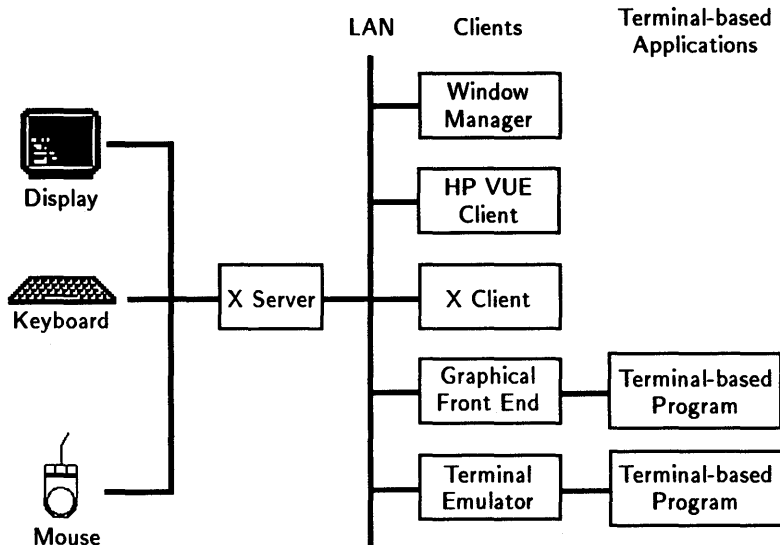 LAN
Clients
Terminal-based
Applications
Window
Manager
Display
HP VUE
Client
Keyboard
X Server
X Client
Graphical
Front End
Terminal-based
Program
Mouse
Terminal
Emulator
Terminal-based
Program